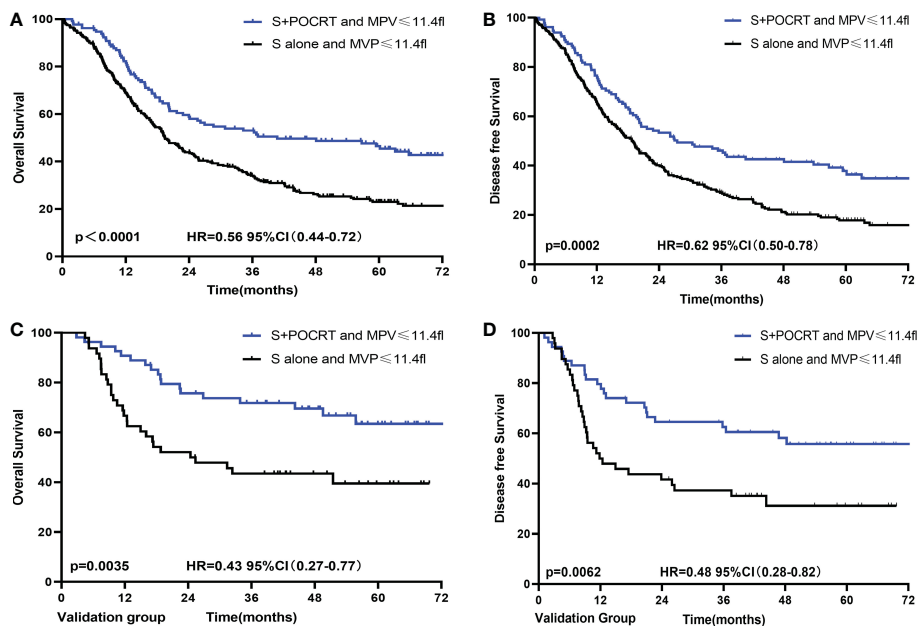 A
S+POCRT and MPV≤11.4fl
S alone and MVP≤11.4fl
Overall Survival
100
80
60
40
20
0
p<0.0001
HR=0.56 95%CI(0.44-0.72)
0 12 24 36 48 60 72
Time(months)
B
S+POCRT and MPV≤11.4fl
S alone and MVP≤11.4fl
Disease free Survival
100
80
60
40
20
0
p=0.0002
HR=0.62 95%CI(0.50-0.78)
0 12 24 36 48 60 72
Time(months)
C
S+POCRT and MPV≤11.4fl
S alone and MVP≤11.4fl
Overall Survival
100
80
60
40
20
0
p=0.0035
HR=0.43 95%CI(0.27-0.77)
0 12 24 36 48 60 72
Validation group
Time(months)
D
S+POCRT and MPV≤11.4fl
S alone and MVP≤11.4fl
Disease free Survival
100
80
60
40
20
0
p=0.0062
HR=0.48 95%CI(0.28-0.82)
0 12 24 36 48 60 72
Validation Group
Time(months)